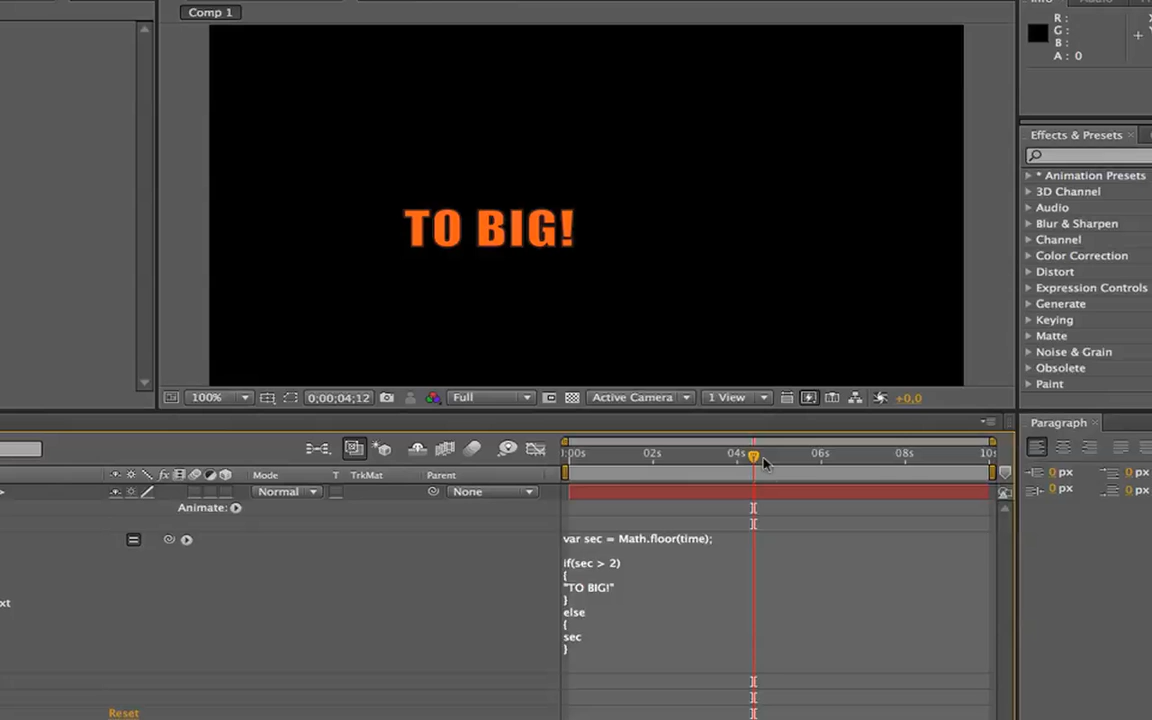 Comp 1
Info
Audio
R :
G :
B :
A : 0
X
Y
TO BIG!
Effects & Presets
* Animation Presets
3D Channel
Audio
Blur & Sharpen
Channel
Color Correction
Distort
Expression Controls
Generate
Keying
Matte
Noise & Grain
Obsolete
Paint
100%
0;00;04;12
Full
Active Camera
1 View
+0,0
Paragraph
0 px
0 px
0 px
0 px
:00s
02s
04s
06s
08s
10s
Mode
T
TrkMat
Parent
Normal
None
Animate:
var sec = Math.floor(time);
if(sec > 2)
{
"TO BIG!"
}
else
{
sec
}
xt
Reset